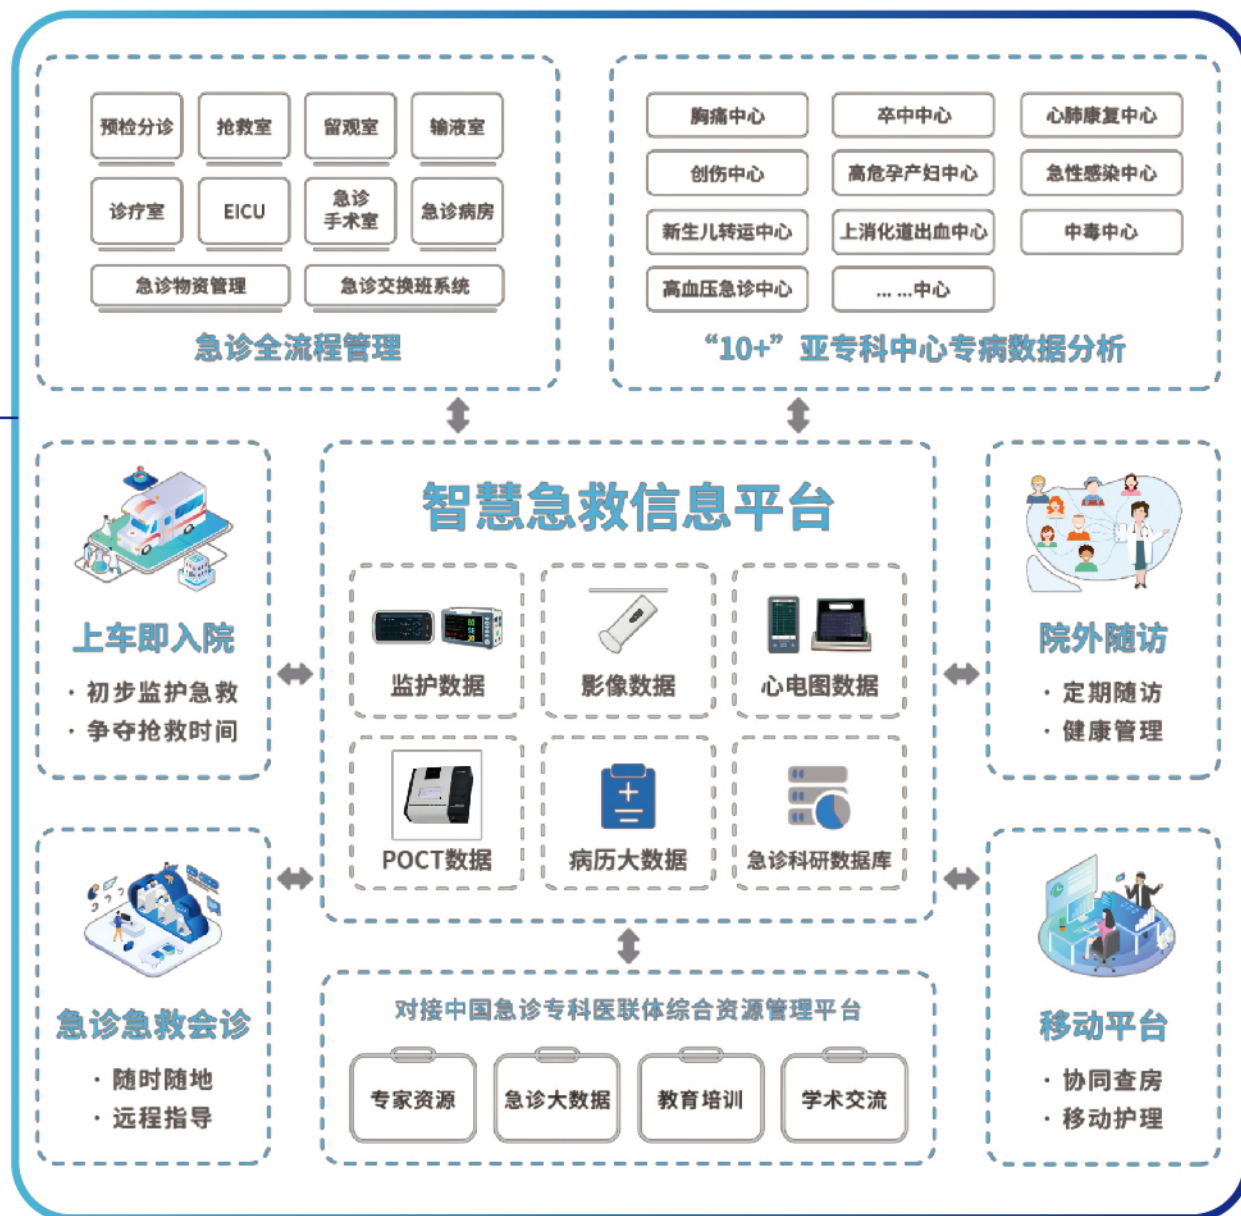 预检分诊
抢救室
留观室
输液室
诊疗室
EICU
急诊
手术室
急诊病房
急诊物资管理
急诊交换班系统
急诊全流程管理
胸痛中心
卒中中心
心肺康复中心
创伤中心
高危孕产妇中心
急性感染中心
新生儿转运中心
上消化道出血中心
中毒中心
高血压急诊中心
... ...中心
“10+”亚专科中心专病数据分析
上车即入院
· 初步监护急救
· 争夺抢救时间
智慧急救信息平台
监护数据
影像数据
心电图数据
POCT数据
病历大数据
急诊科研数据库
院外随访
· 定期随访
· 健康管理
急诊急救会诊
· 随时随地
· 远程指导
对接中国急诊专科医联体综合资源管理平台
专家资源
急诊大数据
教育培训
学术交流
移动平台
· 协同查房
· 移动护理